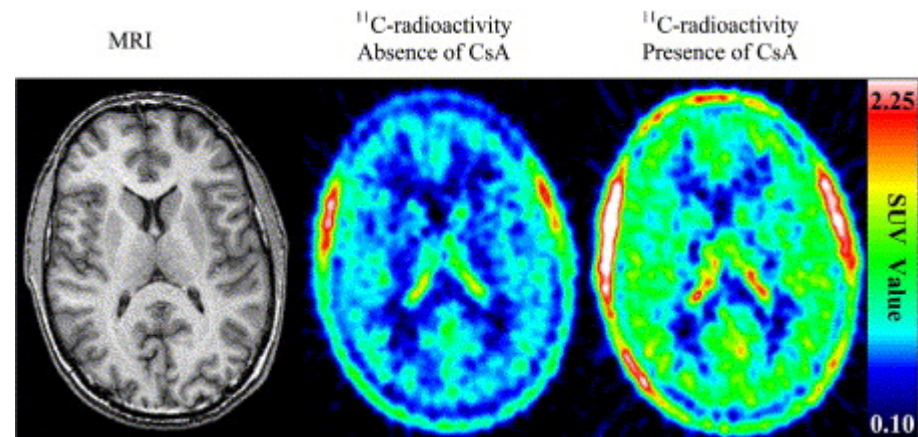 MRI
¹¹C-radioactivity
Absence of CsA
¹¹C-radioactivity
Presence of CsA
2.25
SUV Value
0.10